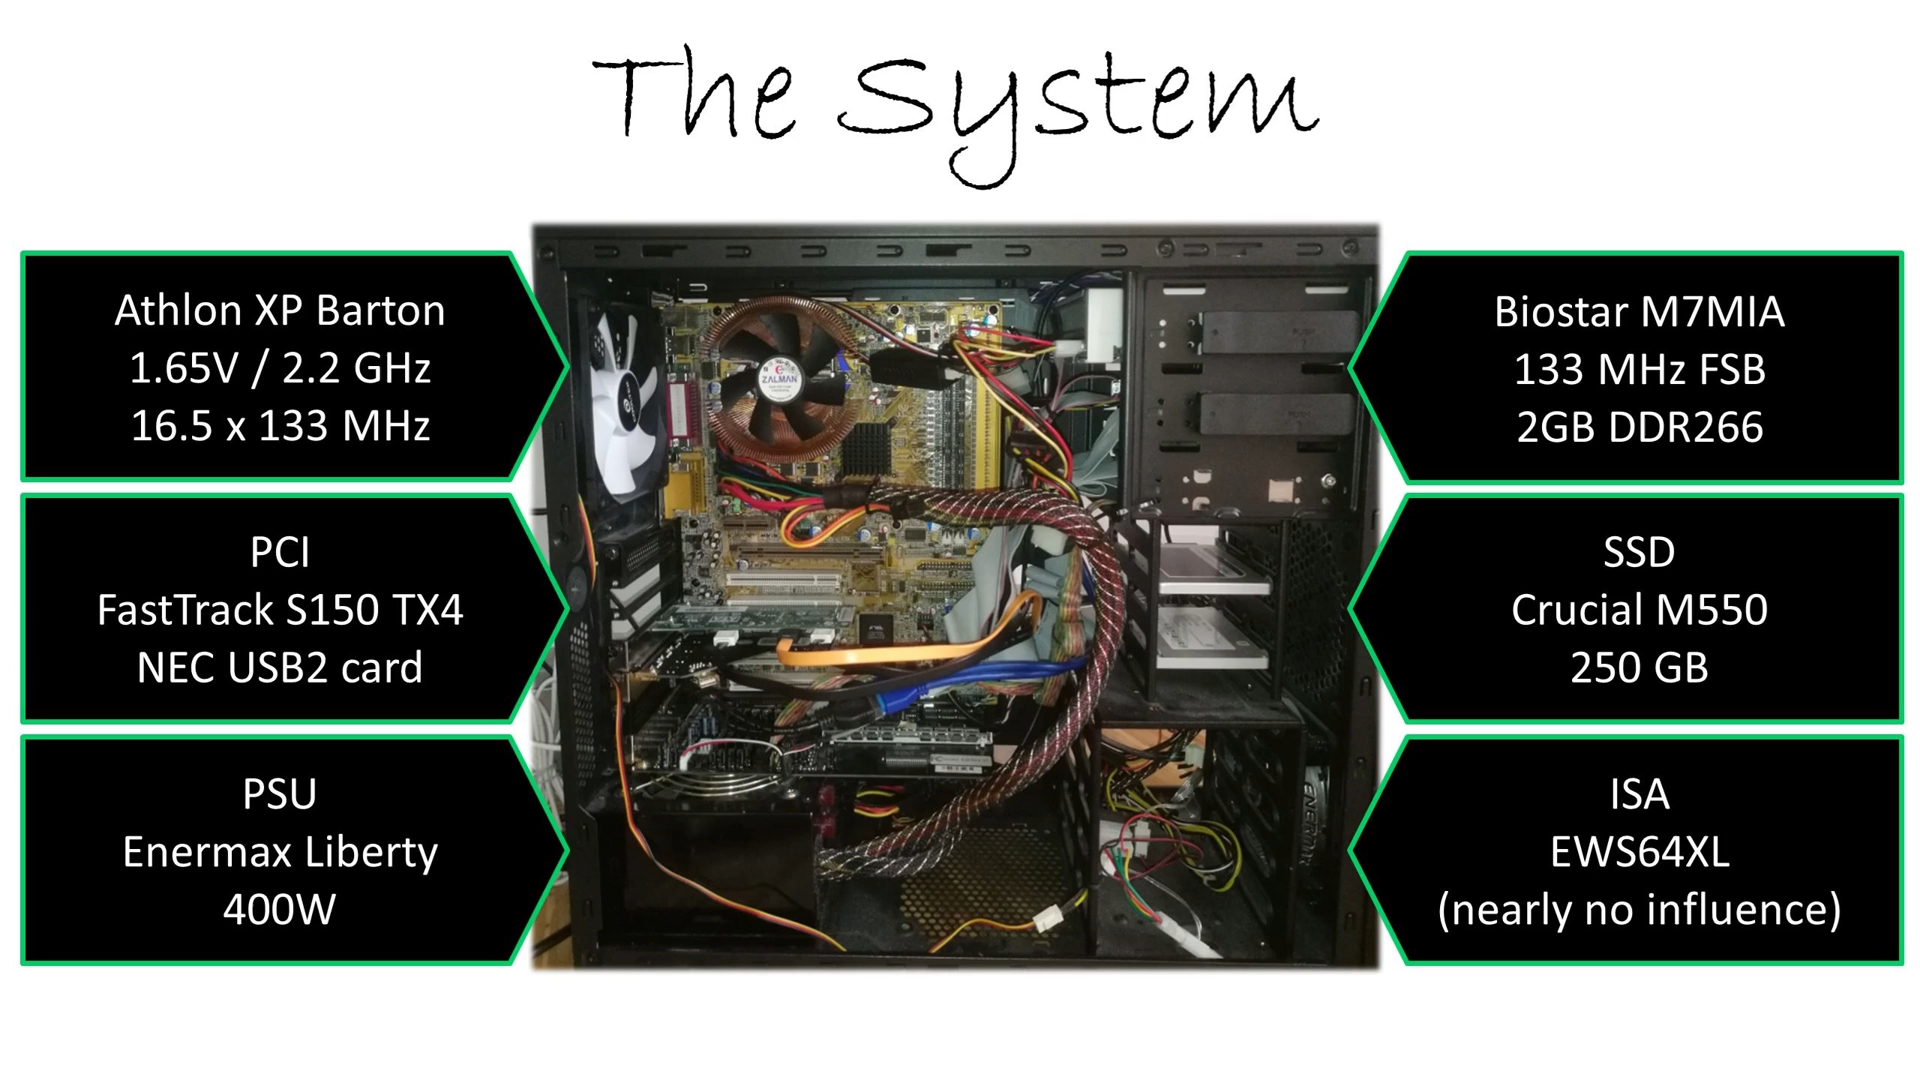 The System
Athlon XP Barton
1.65V / 2.2 GHz
16.5 x 133 MHz
PCI
FastTrack S150 TX4
NEC USB2 card
PSU
Enermax Liberty
400W
ZALMAN
Biostar M7MIA
133 MHz FSB
2GB DDR266
SSD
Crucial M550
250 GB
ISA
EWS64XL
(nearly no influence)